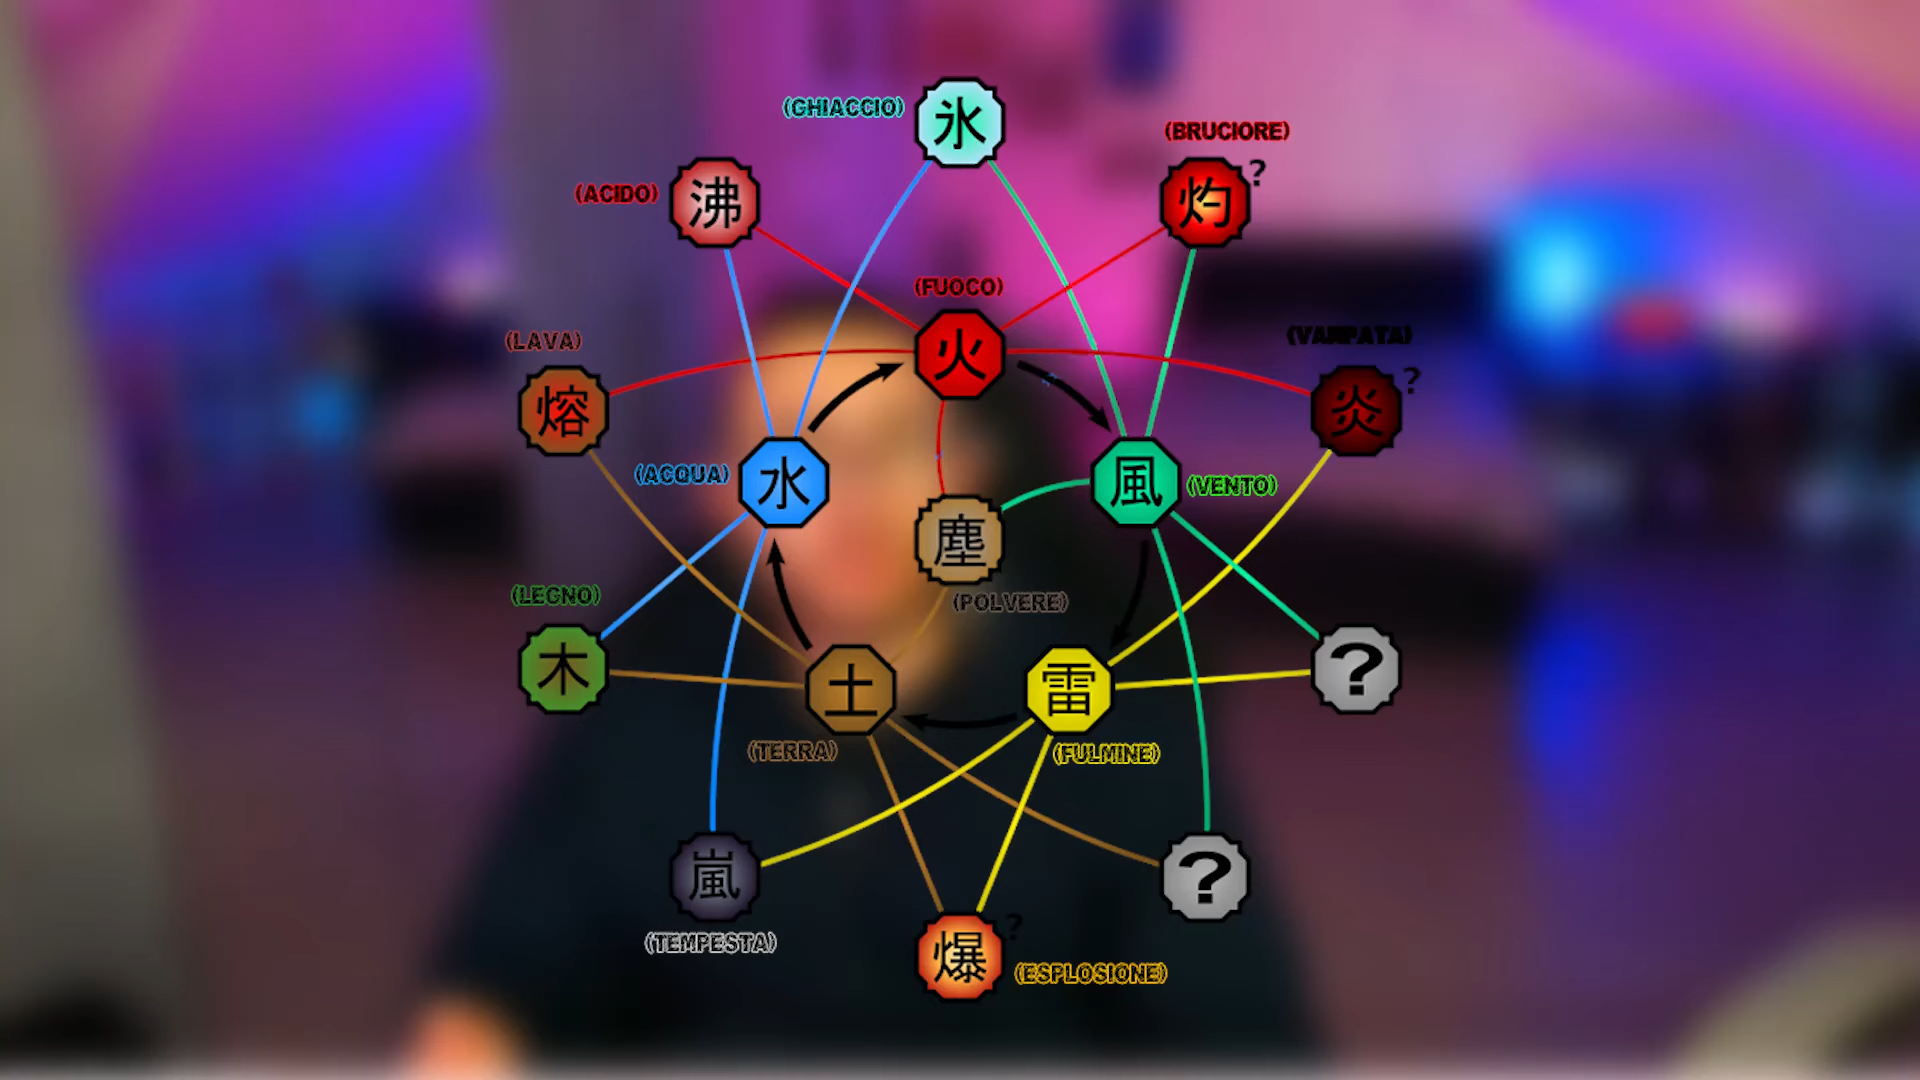 (GHIACCIO)
氷
(BRUCIORE)
灼
?
(ACIDO)
沸
(FUOCO)
火
(LAVA)
熔
(VAMPATA)
炎
?
(ACQUA)
水
風
(VENTO)
塵
(POLVERE)
(LEGNO)
木
土
(TERRA)
雷
(FULMINE)
?
嵐
(TEMPESTA)
?
爆
?
(ESPLOSIONE)